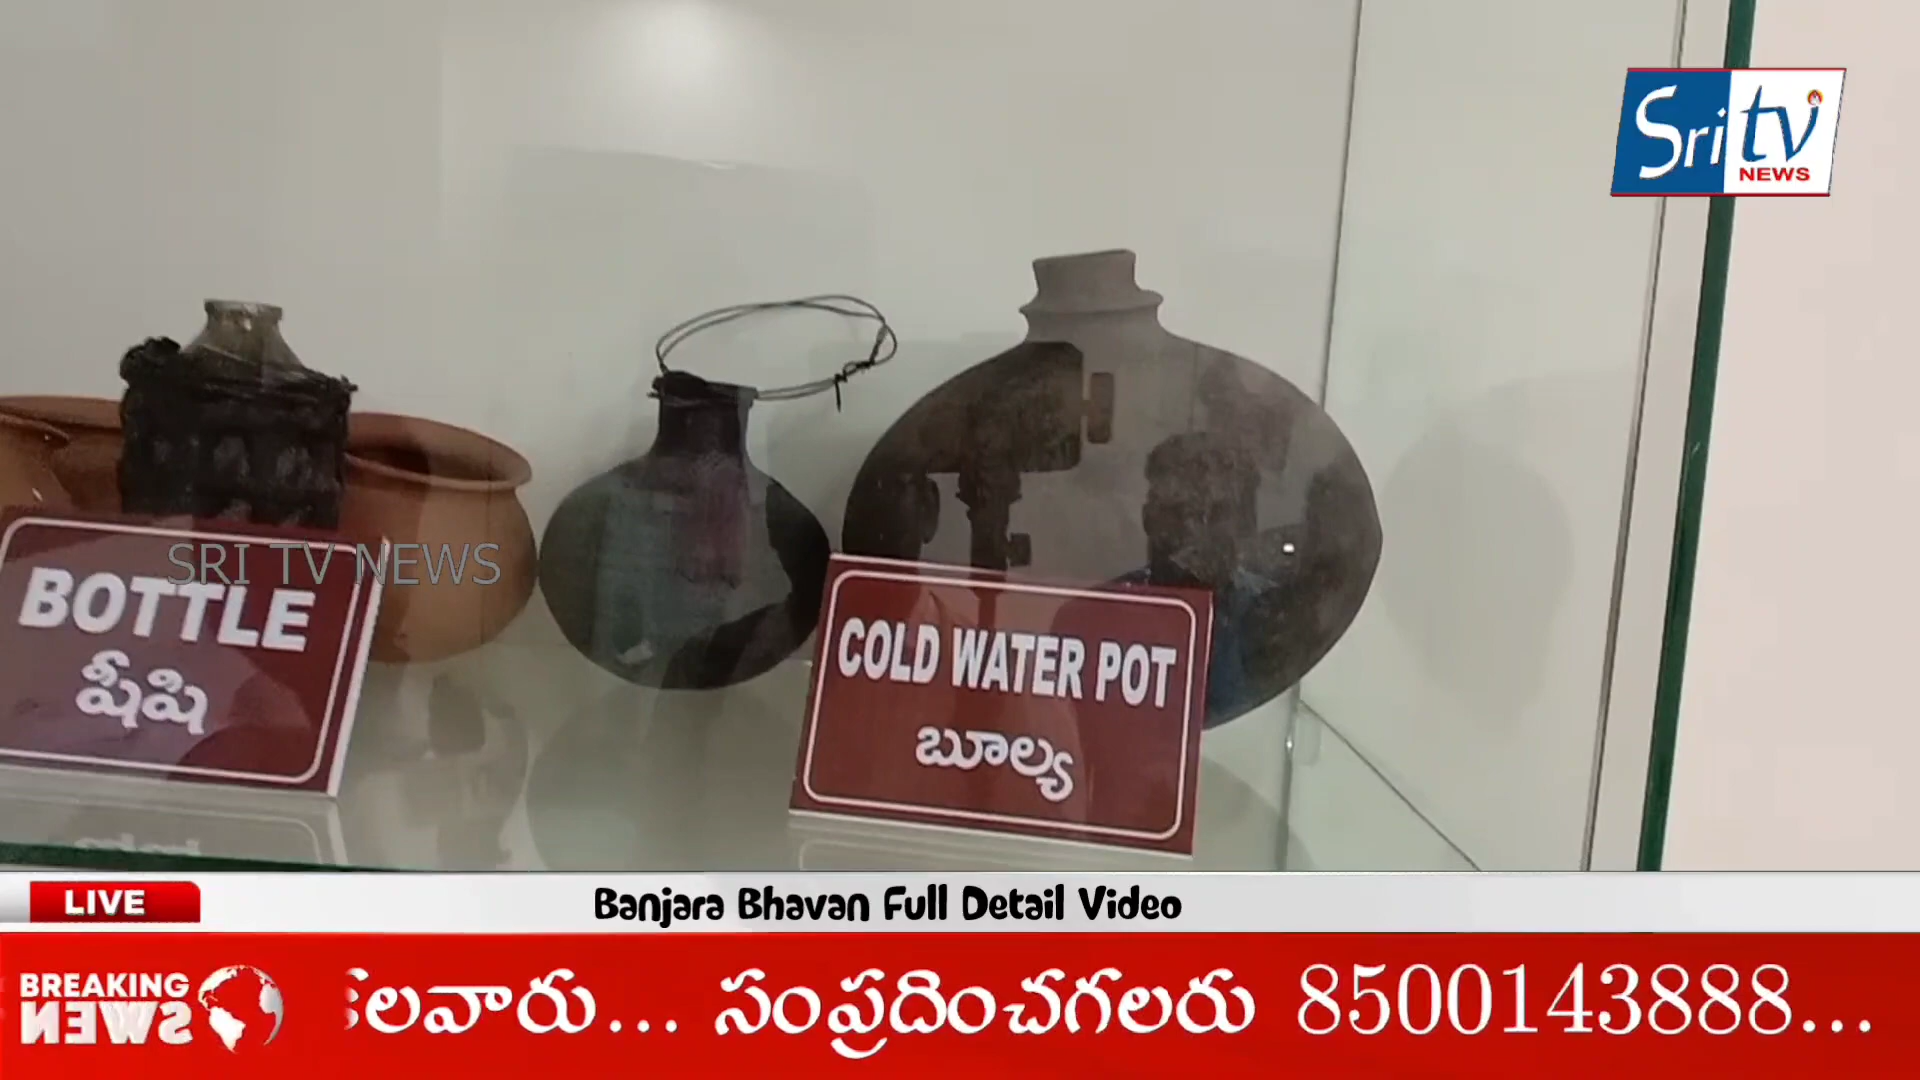 Sri tv
NEWS
SRI TV NEWS
BOTTLE
షీషి
COLD WATER POT
బూల్య
LIVE
Banjara Bhavan Full Detail Video
BREAKING
NEWS
కలవారు... సంప్రదించగలరు 8500143888...